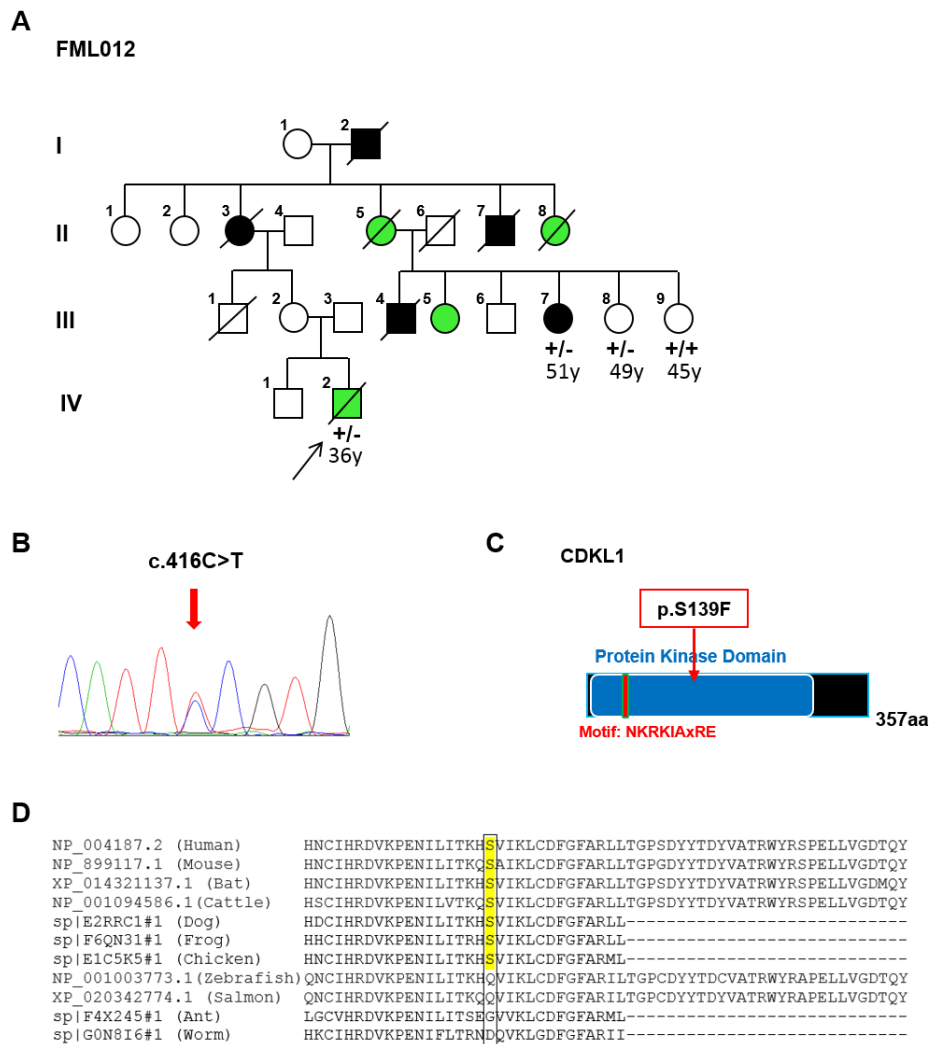 A
FML012
I
1
2
II
1
2
3
4
5
6
7
8
III
1
2
3
4
5
6
7
8
9
+/-
+/-
+/+
51y
49y
45y
IV
1
2
+/-
36y
B
c.416C>T
C
CDKL1
p.S139F
Protein Kinase Domain
357aa
Motif: NKRKIAxRE
D
NP_004187.2 (Human) HNCIHRDVKPENILITKHSVIKLCDFGFARLLTGPSDYYTDYVATRWYRSPELLVGDTQY
NP_899117.1 (Mouse) HNCIHRDVKPENILITKQSAIKLCDFGFARLLTGPGDYYTDYVATRWYRSPELLVGDTQY
XP_014321137.1 (Bat) HNCIHRDVKPENILITKHSVIKLCDFGFARLLTGPSDYYTDYVATRWYRSPELLVGDMQY
NP_001094586.1(Cattle) HSCIHRDVKPENILVTKQSVIKLCDFGFARLLTGPSDYYTDYVATRWYRSPELLVGDTQY
sp|E2RRC1#1 (Dog) HDCIHRDVKPENILITKHSVIKLCDFGFARLL----------------------------
sp|F6QN31#1 (Frog) HHCIHRDVKPENILITRHSVIKLCDFGFARLL----------------------------
sp|E1C5K5#1 (Chicken) HNCIHRDVKPENILITKHSVIKLCDFGFARML----------------------------
NP_001003773.1(Zebrafish) QNCIHRDVKPENILITKHQVIKLCDFGFARILTGPCDYYTDCVATRWYRAPELLVGDTQY
XP_020342774.1 (Salmon) QNCIHRDVKPENILITKQQVIKLCDFGFARILTGPCDYYTDYVATRWYRAPELLVGDTQY
sp|F4X245#1 (Ant) LGCVHRDVKPENILITSEGVVKLCDFGFARML----------------------------
sp|G0N8I6#1 (Worm) HKCIHRDVKPENIFLTRNDQVKLGDFGFARII----------------------------